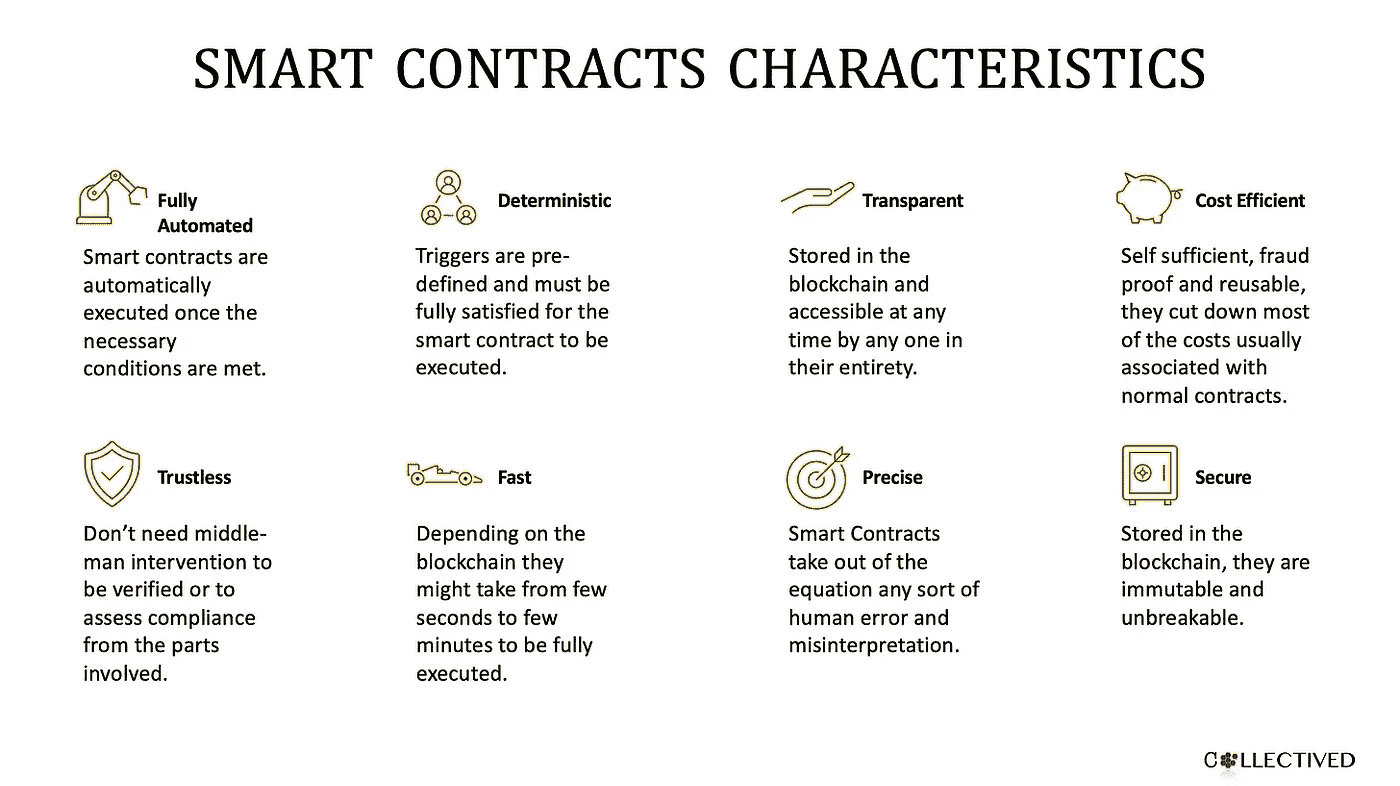 SMART CONTRACTS CHARACTERISTICS
Fully
Automated
Smart contracts are
automatically
executed once the
necessary
conditions are met.
Deterministic
Triggers are pre-
defined and must be
fully satisfied for the
smart contract to be
executed.
Transparent
Stored in the
blockchain and
accessible at any
time by any one in
their entirety.
Cost Efficient
Self sufficient, fraud
proof and reusable,
they cut down most
of the costs usually
associated with
normal contracts.
Trustless
Don’t need middle-
man intervention to
be verified or to
assess compliance
from the parts
involved.
Fast
Depending on the
blockchain they
might take from few
seconds to few
minutes to be fully
executed.
Precise
Smart Contracts
take out of the
equation any sort of
human error and
misinterpretation.
Secure
Stored in the
blockchain, they are
immutable and
unbreakable.
COLLECTIVED